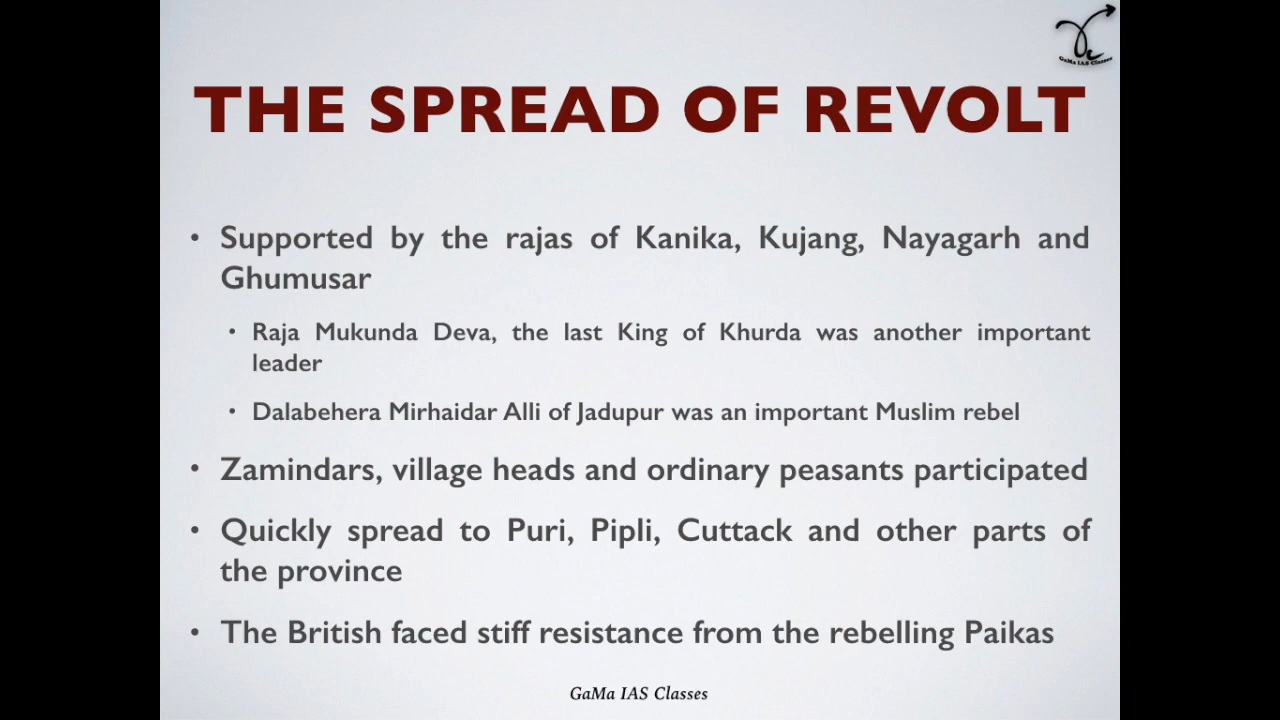 GaMa IAS Classes
THE SPREAD OF REVOLT
• Supported by the rajas of Kanika, Kujang, Nayagarh and
Ghumusar
• Raja Mukunda Deva, the last King of Khurda was another important
leader
• Dalabehera Mirhaidar Alli of Jadupur was an important Muslim rebel
• Zamindars, village heads and ordinary peasants participated
• Quickly spread to Puri, Pipli, Cuttack and other parts of
the province
• The British faced stiff resistance from the rebelling Paikas
GaMa IAS Classes